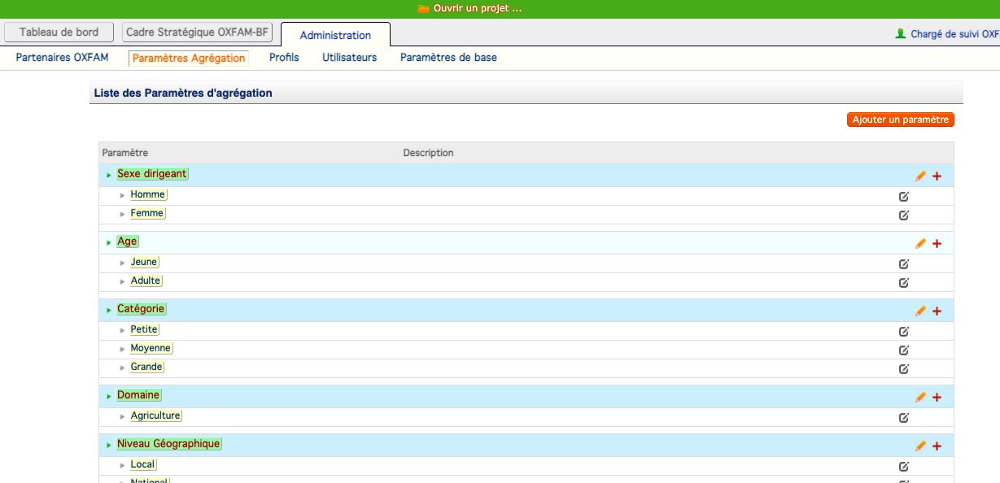 Ouvrir un projet ...
Tableau de bord
Cadre Stratégique OXFAM-BF
Administration
Chargé de suivi OXF
Partenaires OXFAM
Paramètres Agrégation
Profils
Utilisateurs
Paramètres de base
Liste des Paramètres d'agrégation
Ajouter un paramètre
Paramètre
Description
Sexe dirigeant
Homme
Femme
Age
Jeune
Adulte
Catégorie
Petite
Moyenne
Grande
Domaine
Agriculture
Niveau Géographique
Local
National